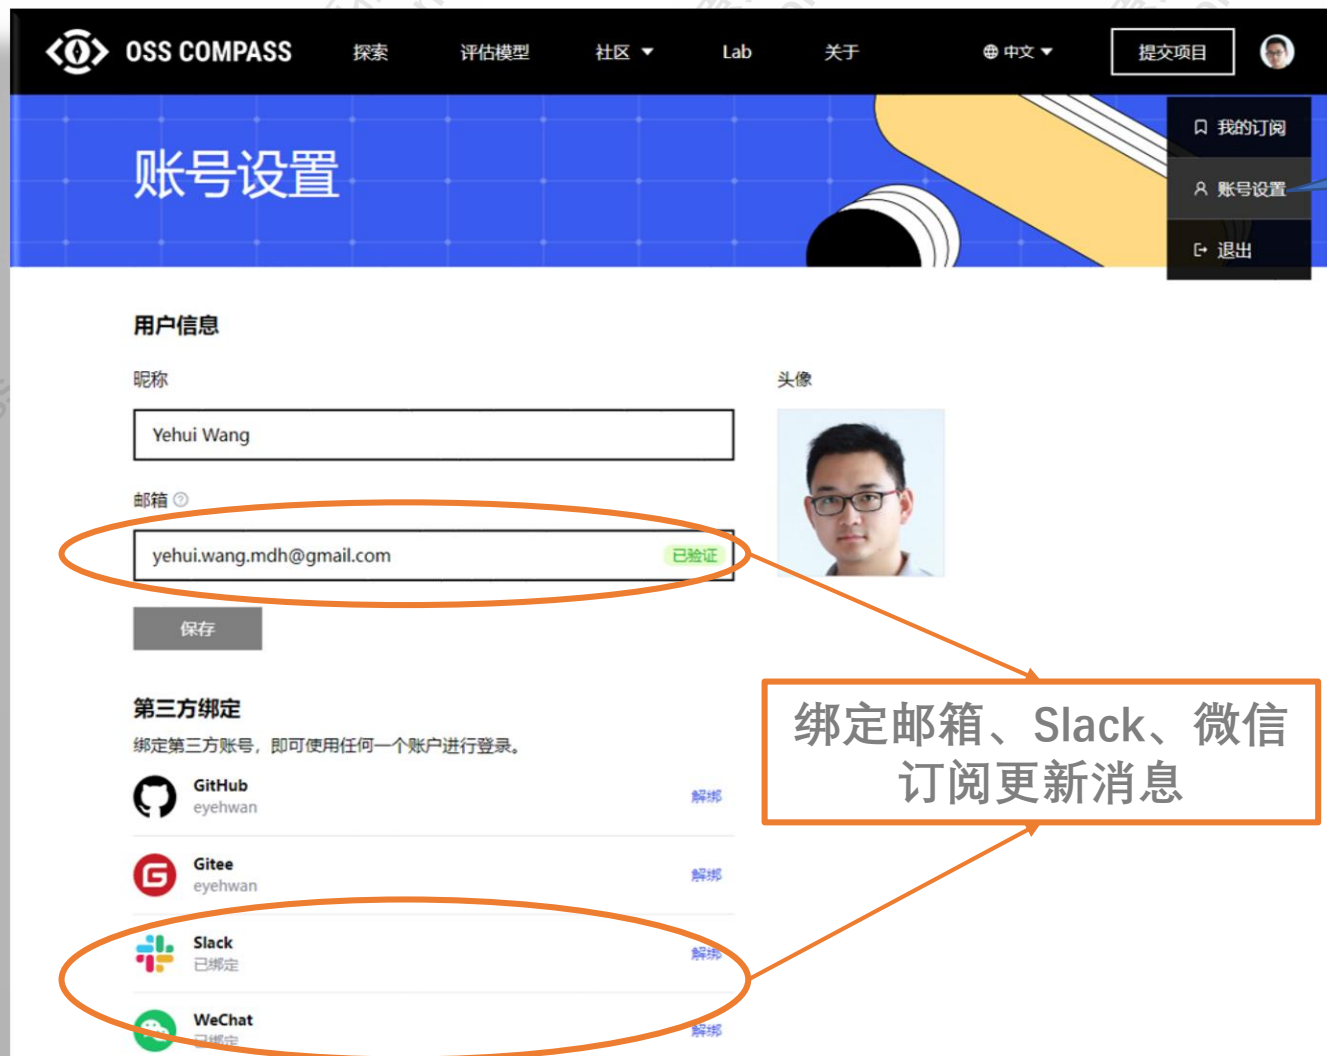 OSS COMPASS 探索 评估模型 社区 Lab 关于 中文 提交项目
我的订阅
账号设置
账号设置
退出
用户信息
昵称 头像
Yehui Wang
邮箱
yehui.wang.mdh@gmail.com 已验证
保存
第三方绑定
绑定第三方账号，即可使用任何一个账户进行登录。
绑定邮箱、Slack、微信
订阅更新消息
GitHub
eyehwan 解绑
Gitee
eyehwan 解绑
Slack
已绑定 解绑
WeChat
已绑定 解绑